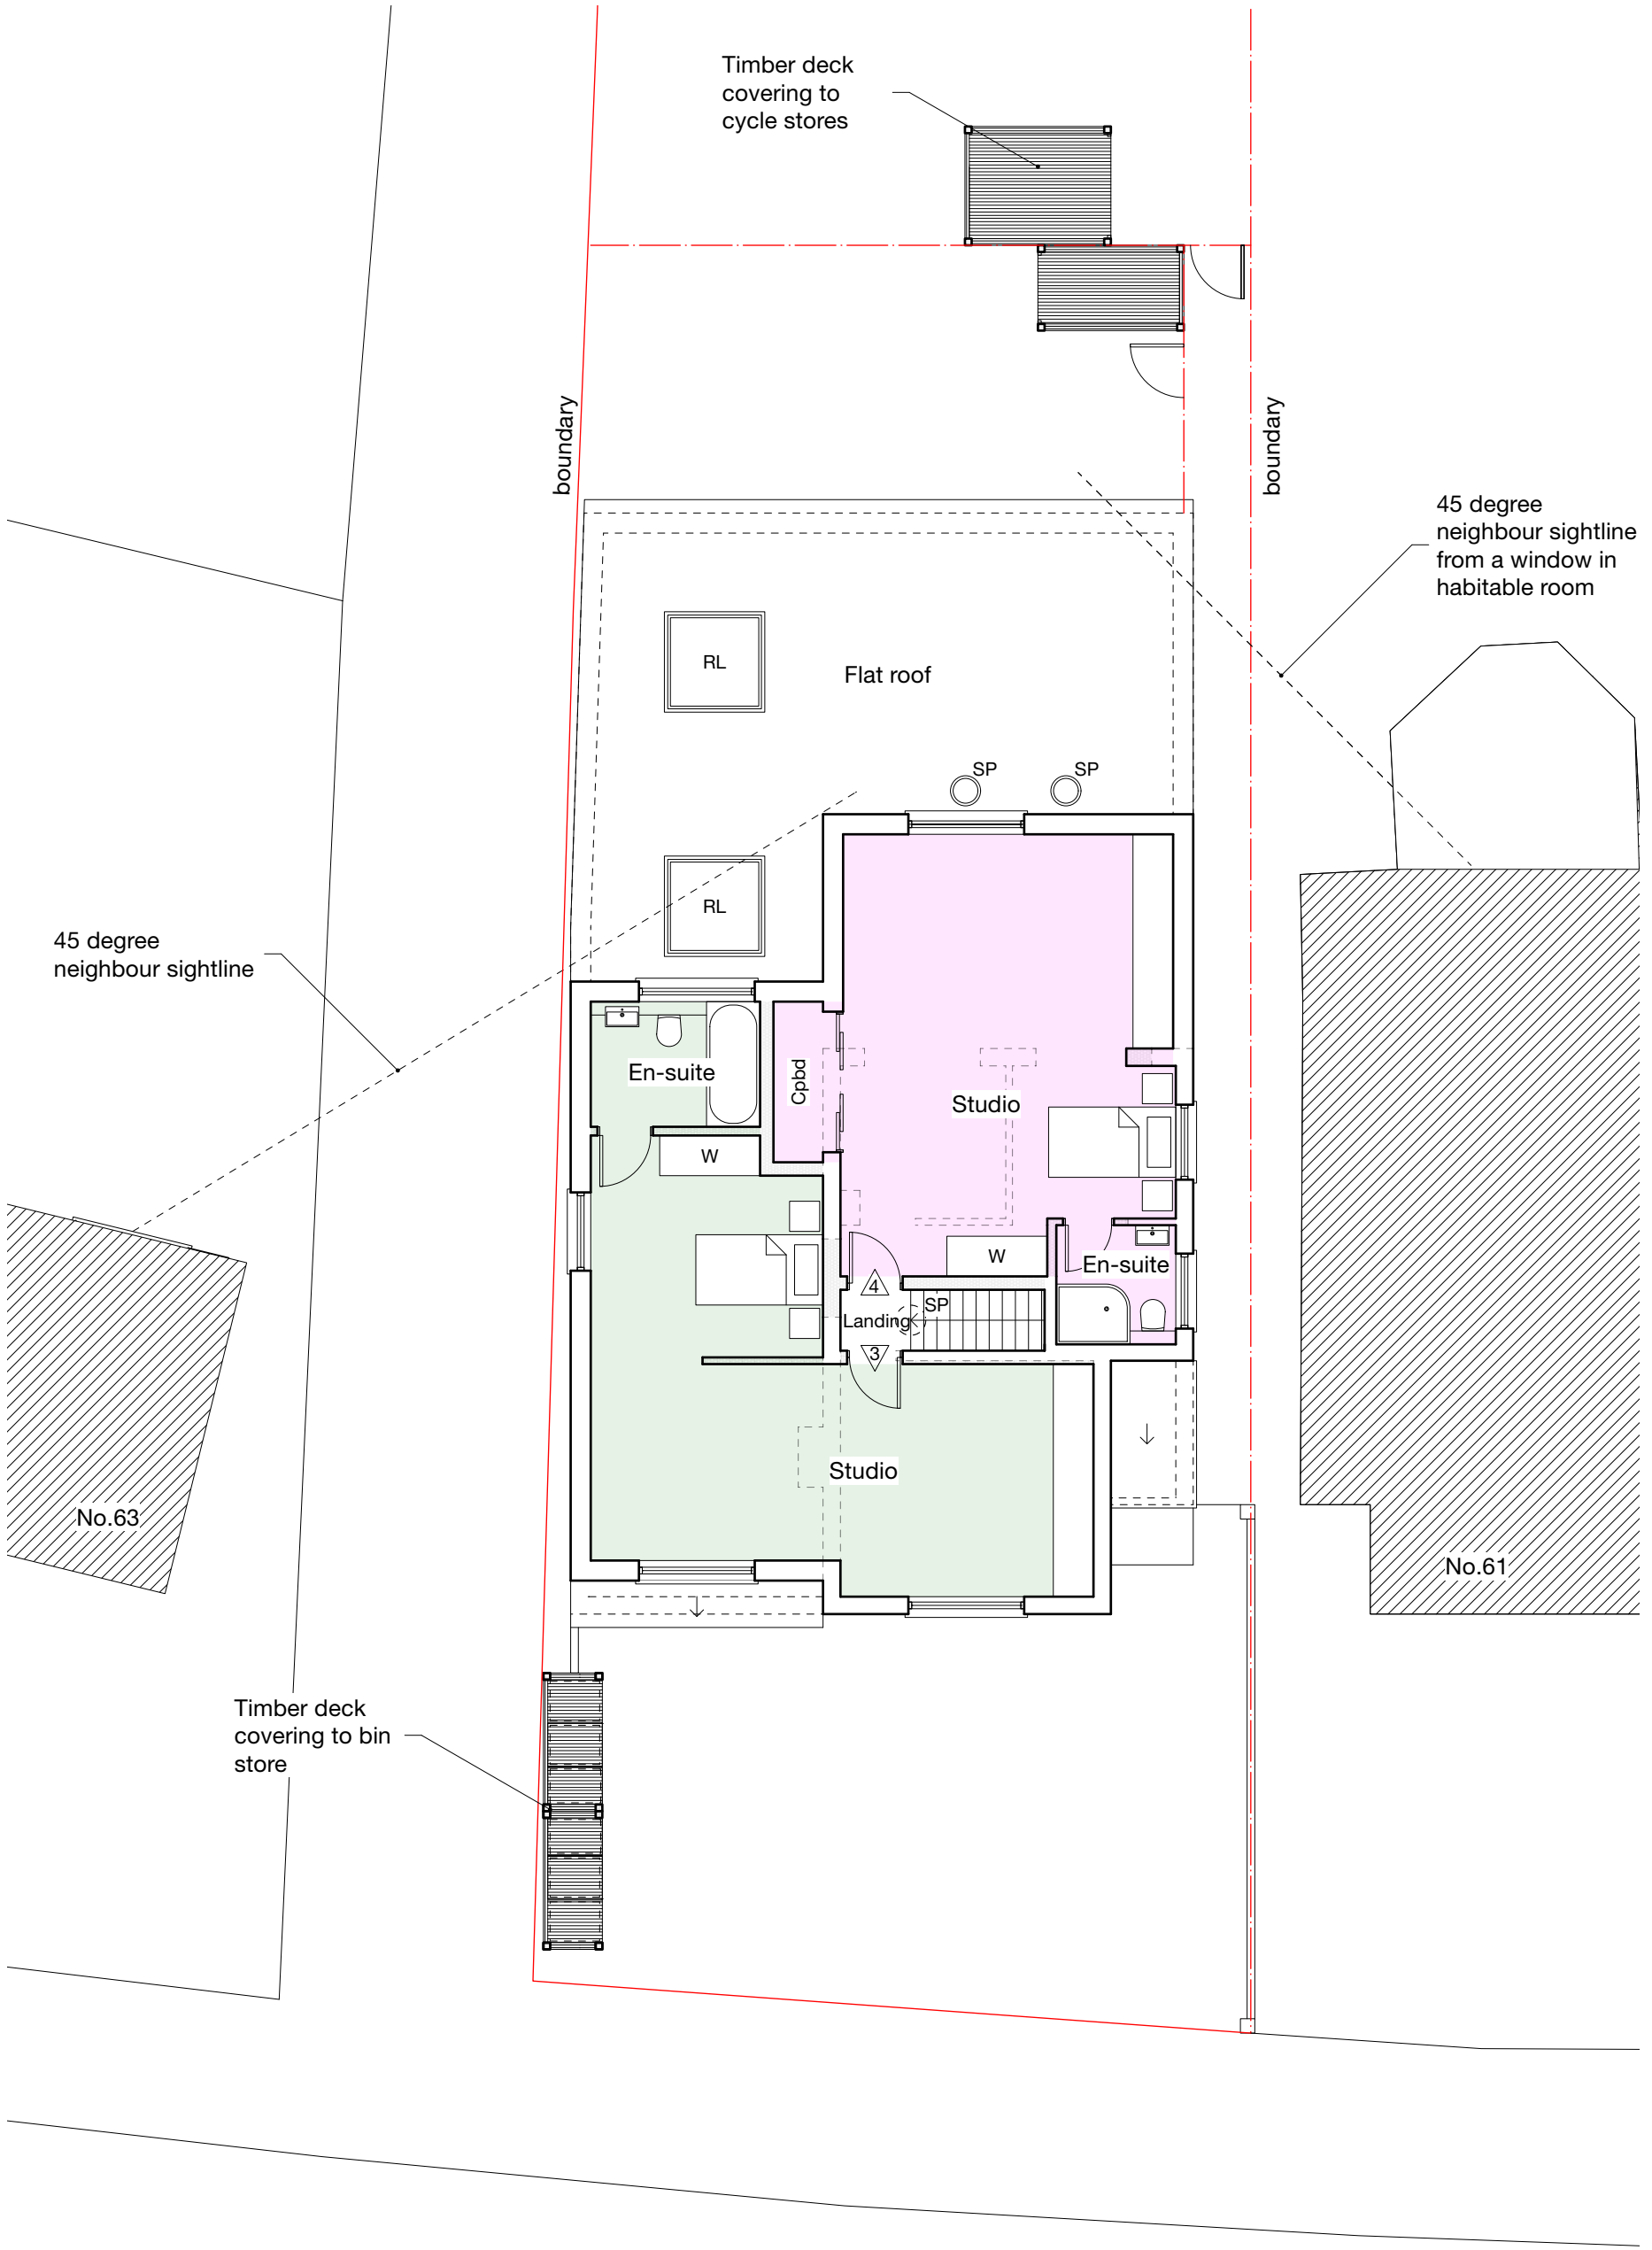 Timber deck
covering to
cycle stores
boundary
boundary
45 degree
neighbour sightline
from a window in
habitable room
RL
Flat roof
SP
SP
RL
45 degree
neighbour sightline
En-suite
Cpbd
Studio
W
W
En-suite
4
SP
Landing
3
Studio
No.63
No.61
Timber deck
covering to bin
store